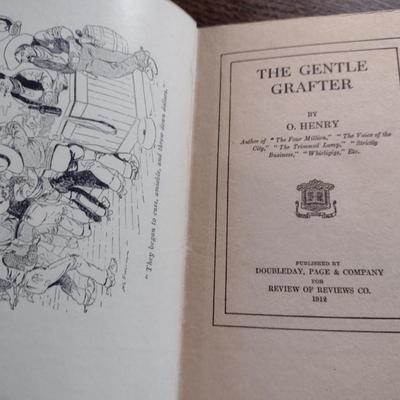 "They began to cuss, amiable, and throw down dollars."
THE GENTLE
GRAFTER
BY
O. HENRY
Author of "The Four Million," "The Voice of the
City," "The Trimmed Lamp," "Strictly
Business," "Whirligigs," Etc.
PUBLISHED BY
DOUBLEDAY, PAGE & COMPANY
FOR
REVIEW OF REVIEWS CO.
1912